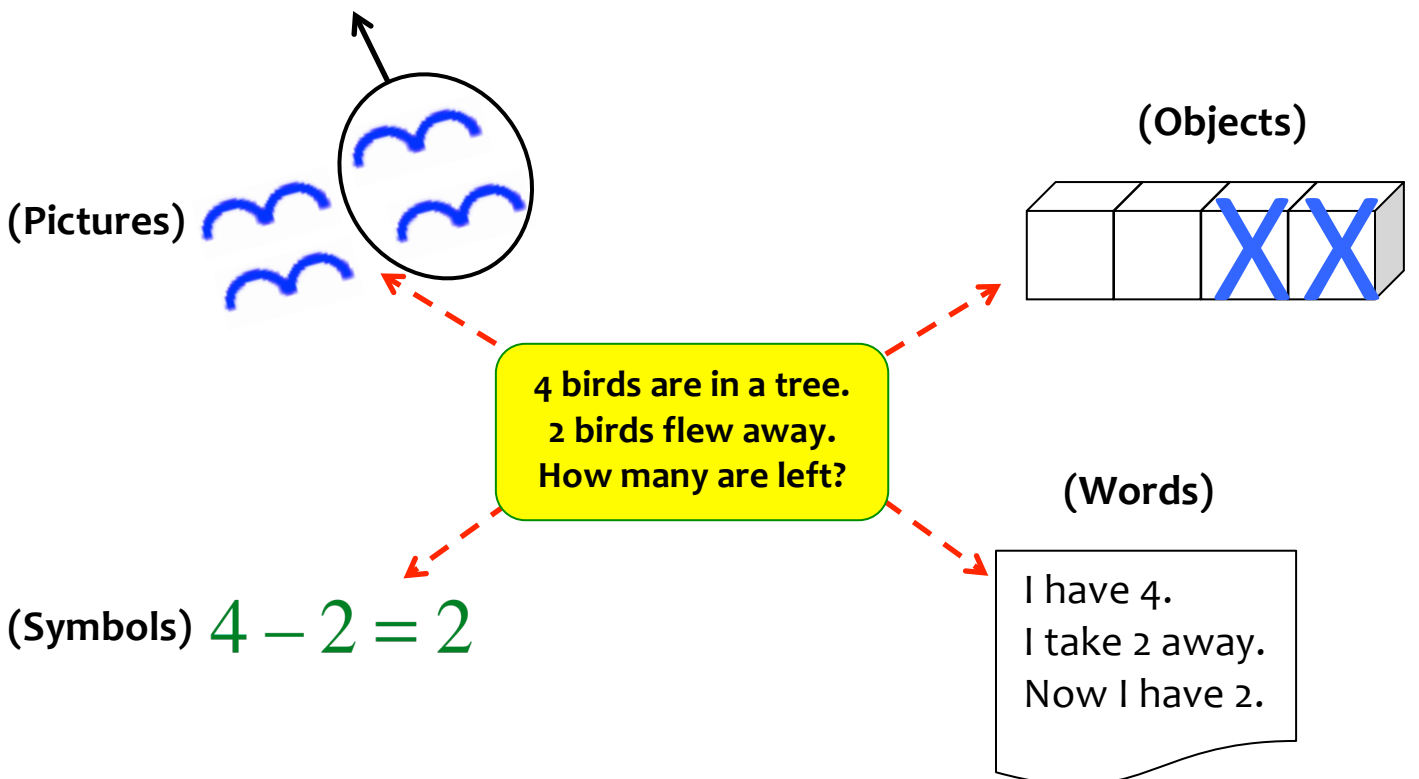 (Pictures)
(Objects)
4 birds are in a tree.
2 birds flew away.
How many are left?
(Symbols) 4 – 2 = 2
(Words)
I have 4.
I take 2 away.
Now I have 2.